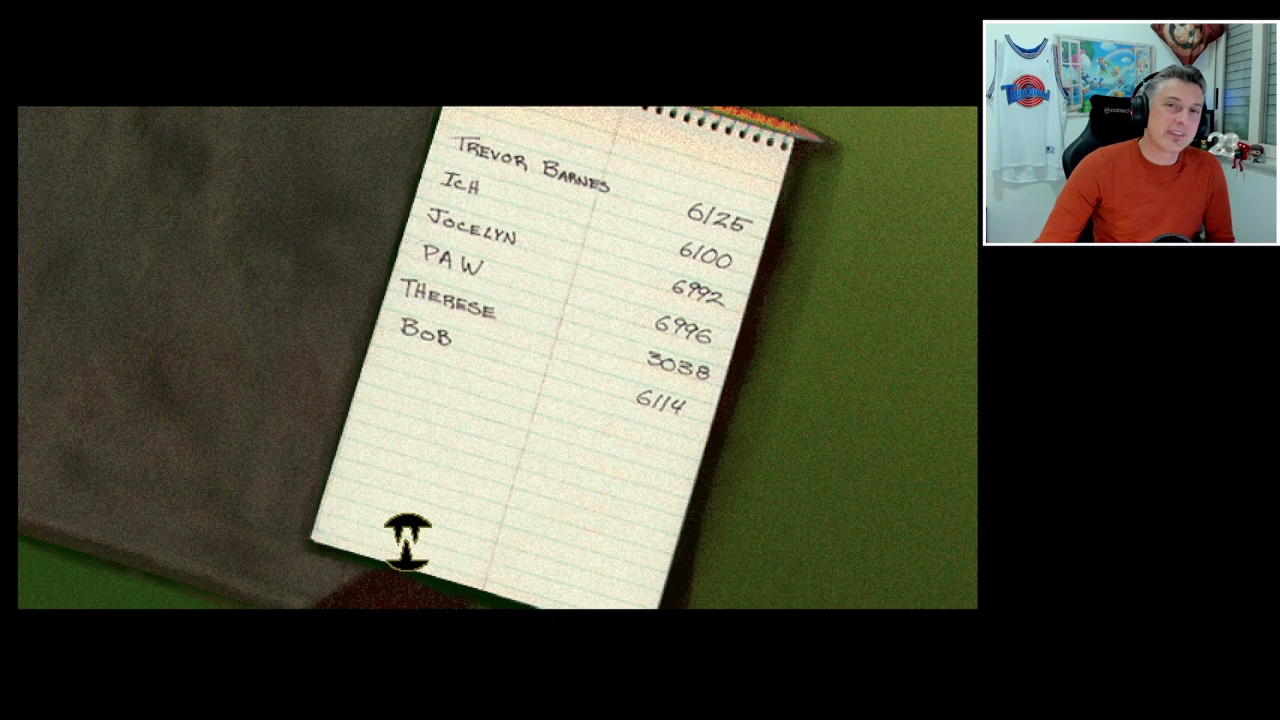 TREVOR BARNES 6125
ICH 6100
JOCELYN 6992
PAW 6996
THERESE 3038
BOB 6114